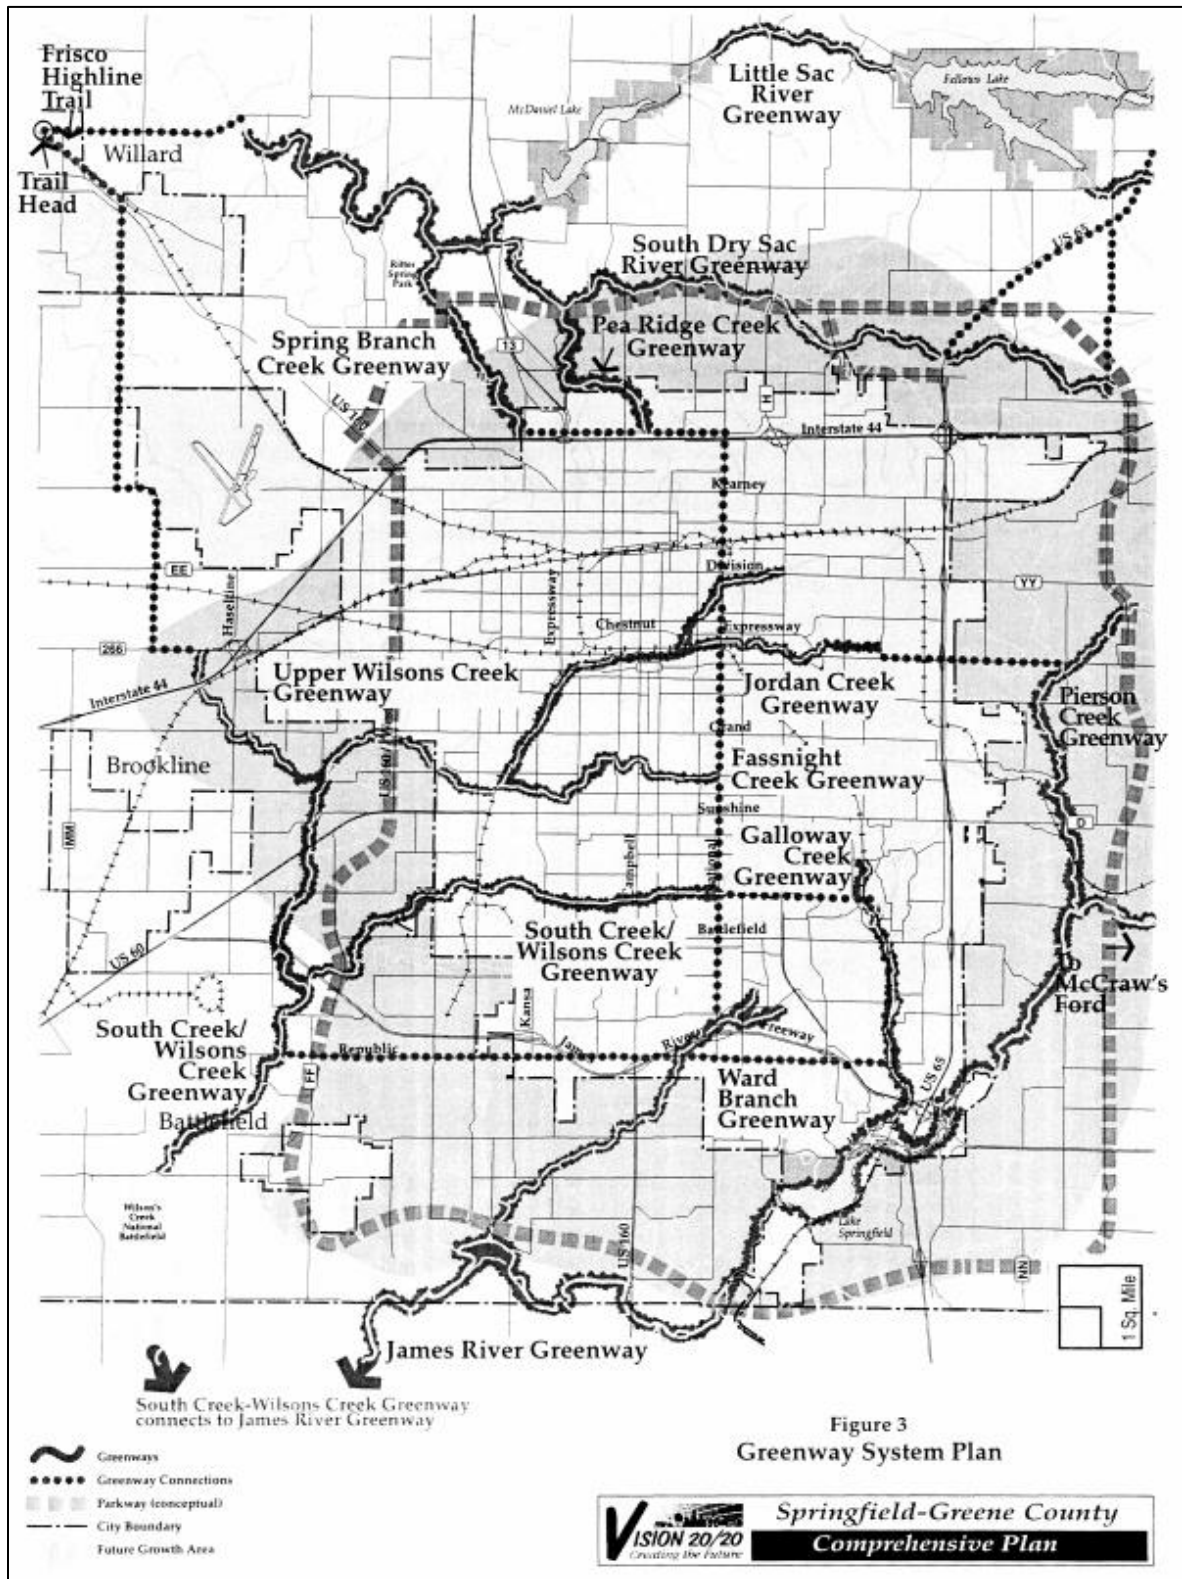 Frisco
Highline
Trail
Willard
Trail
Head
McDaniel Lake
Little Sac
River
Greenway
Fellows Lake
US 65
South Dry Sac
River Greenway
Ritter
Spring
Park
Pea Ridge Creek
Greenway
Spring Branch
Creek Greenway
13
H
US 160
Interstate 44
Kearney
EE
Division
YY
Haseltine
Expressway
Chestnut
Expressway
266
Interstate 44
Upper Wilsons Creek
Greenway
Jordan Creek
Greenway
Pierson
Creek
Greenway
Grand
Brookline
Fassnight
Creek Greenway
Sunshine
MM
D
Galloway
Creek
Greenway
Campbell
National
Battlefield
South Creek/
Wilsons Creek
Greenway
US 60
To
McCraw's
Ford
South Creek/
Wilsons
Creek
Greenway
Kansa
James River Freeway
Republic
FF
US 65
Ward
Branch
Greenway
Battlefield
Wilson's
Creek
National
Battlefield
Lake
Springfield
US 160
NN
1 Sq. Mile
James River Greenway
South Creek-Wilsons Creek Greenway
connects to James River Greenway
Figure 3
Greenway System Plan
Greenways
Greenway Connections
Parkway (conceptual)
City Boundary
Future Growth Area
VISION 20/20
Creating the Future
Springfield-Greene County
Comprehensive Plan